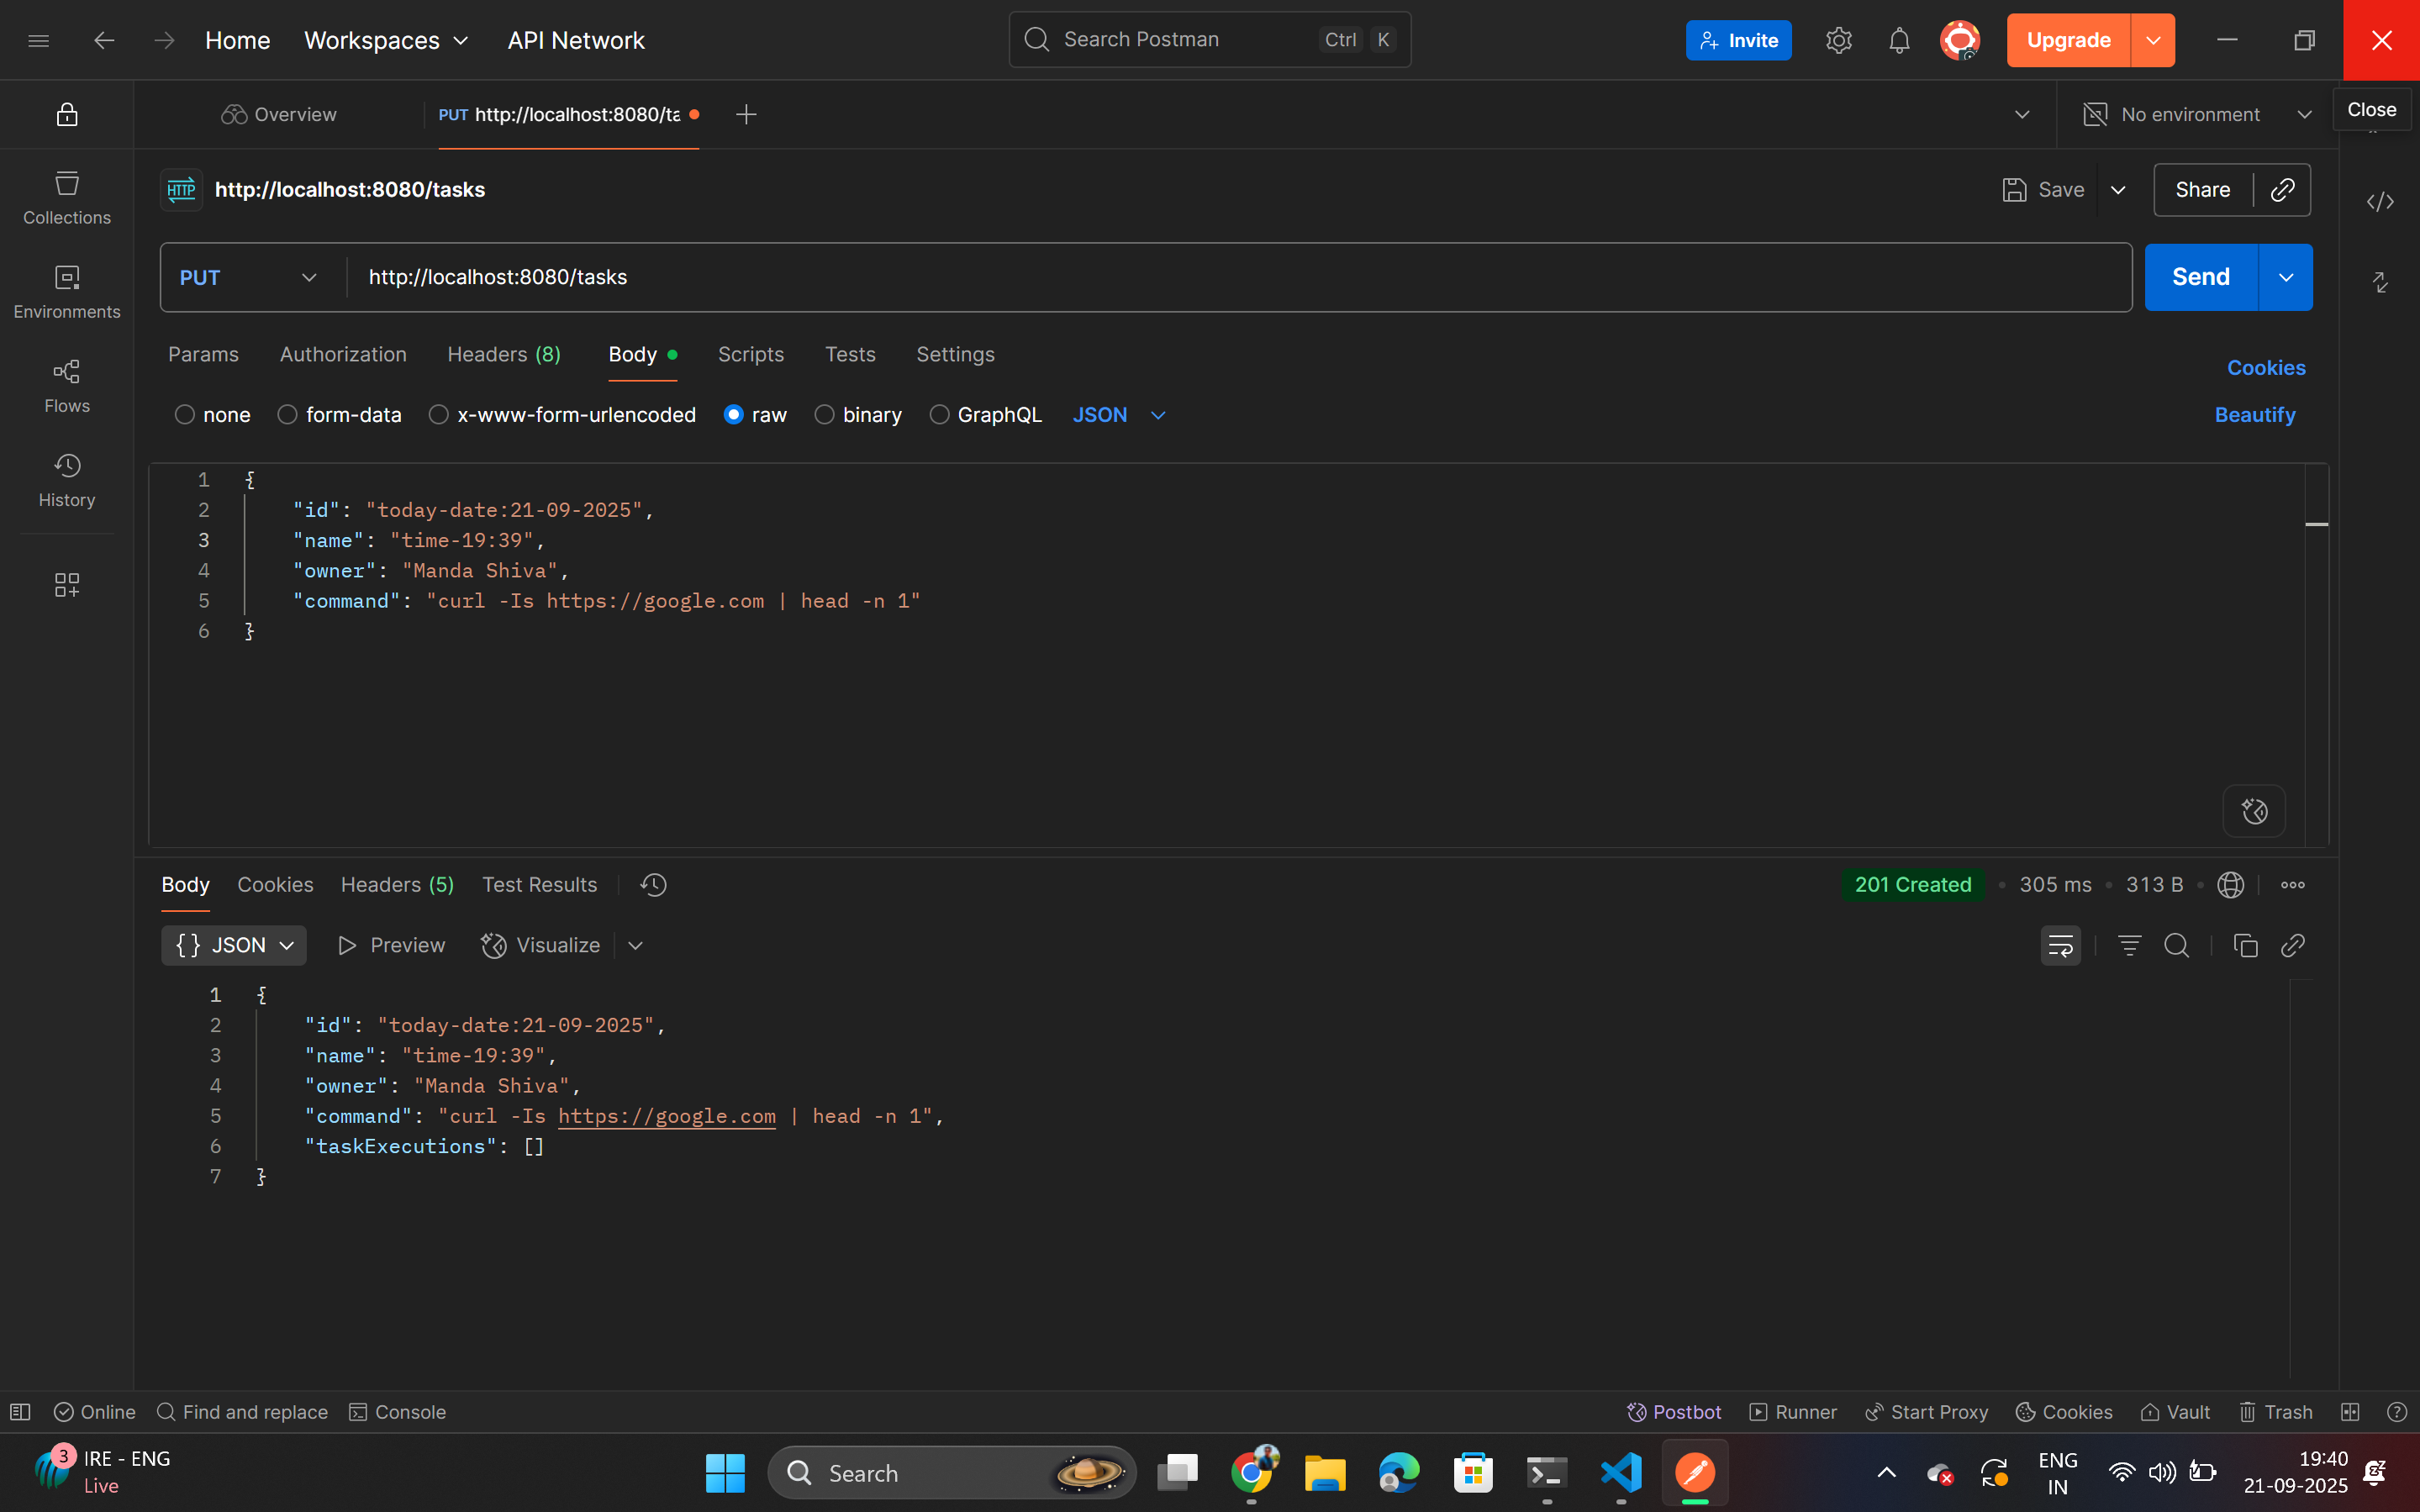 Home Workspaces API Network Search Postman Ctrl K Invite Upgrade
Overview PUT http://localhost:8080/ta No environment Close
HTTP http://localhost:8080/tasks Save Share
PUT http://localhost:8080/tasks Send
Params Authorization Headers (8) Body Scripts Tests Settings Cookies
none form-data x-www-form-urlencoded raw binary GraphQL JSON Beautify
Collections
Environments
Flows
History
1 {
2 "id": "today-date:21-09-2025",
3 "name": "time-19:39",
4 "owner": "Manda Shiva",
5 "command": "curl -Is https://google.com | head -n 1"
6 }
Body Cookies Headers (5) Test Results 201 Created 305 ms 313 B
{} JSON Preview Visualize
1 {
2 "id": "today-date:21-09-2025",
3 "name": "time-19:39",
4 "owner": "Manda Shiva",
5 "command": "curl -Is https://google.com | head -n 1",
6 "taskExecutions": []
7 }
Online Find and replace Console Postbot Runner Start Proxy Cookies Vault Trash
3 IRE - ENG
Live
Search
ENG
IN
19:40
21-09-2025